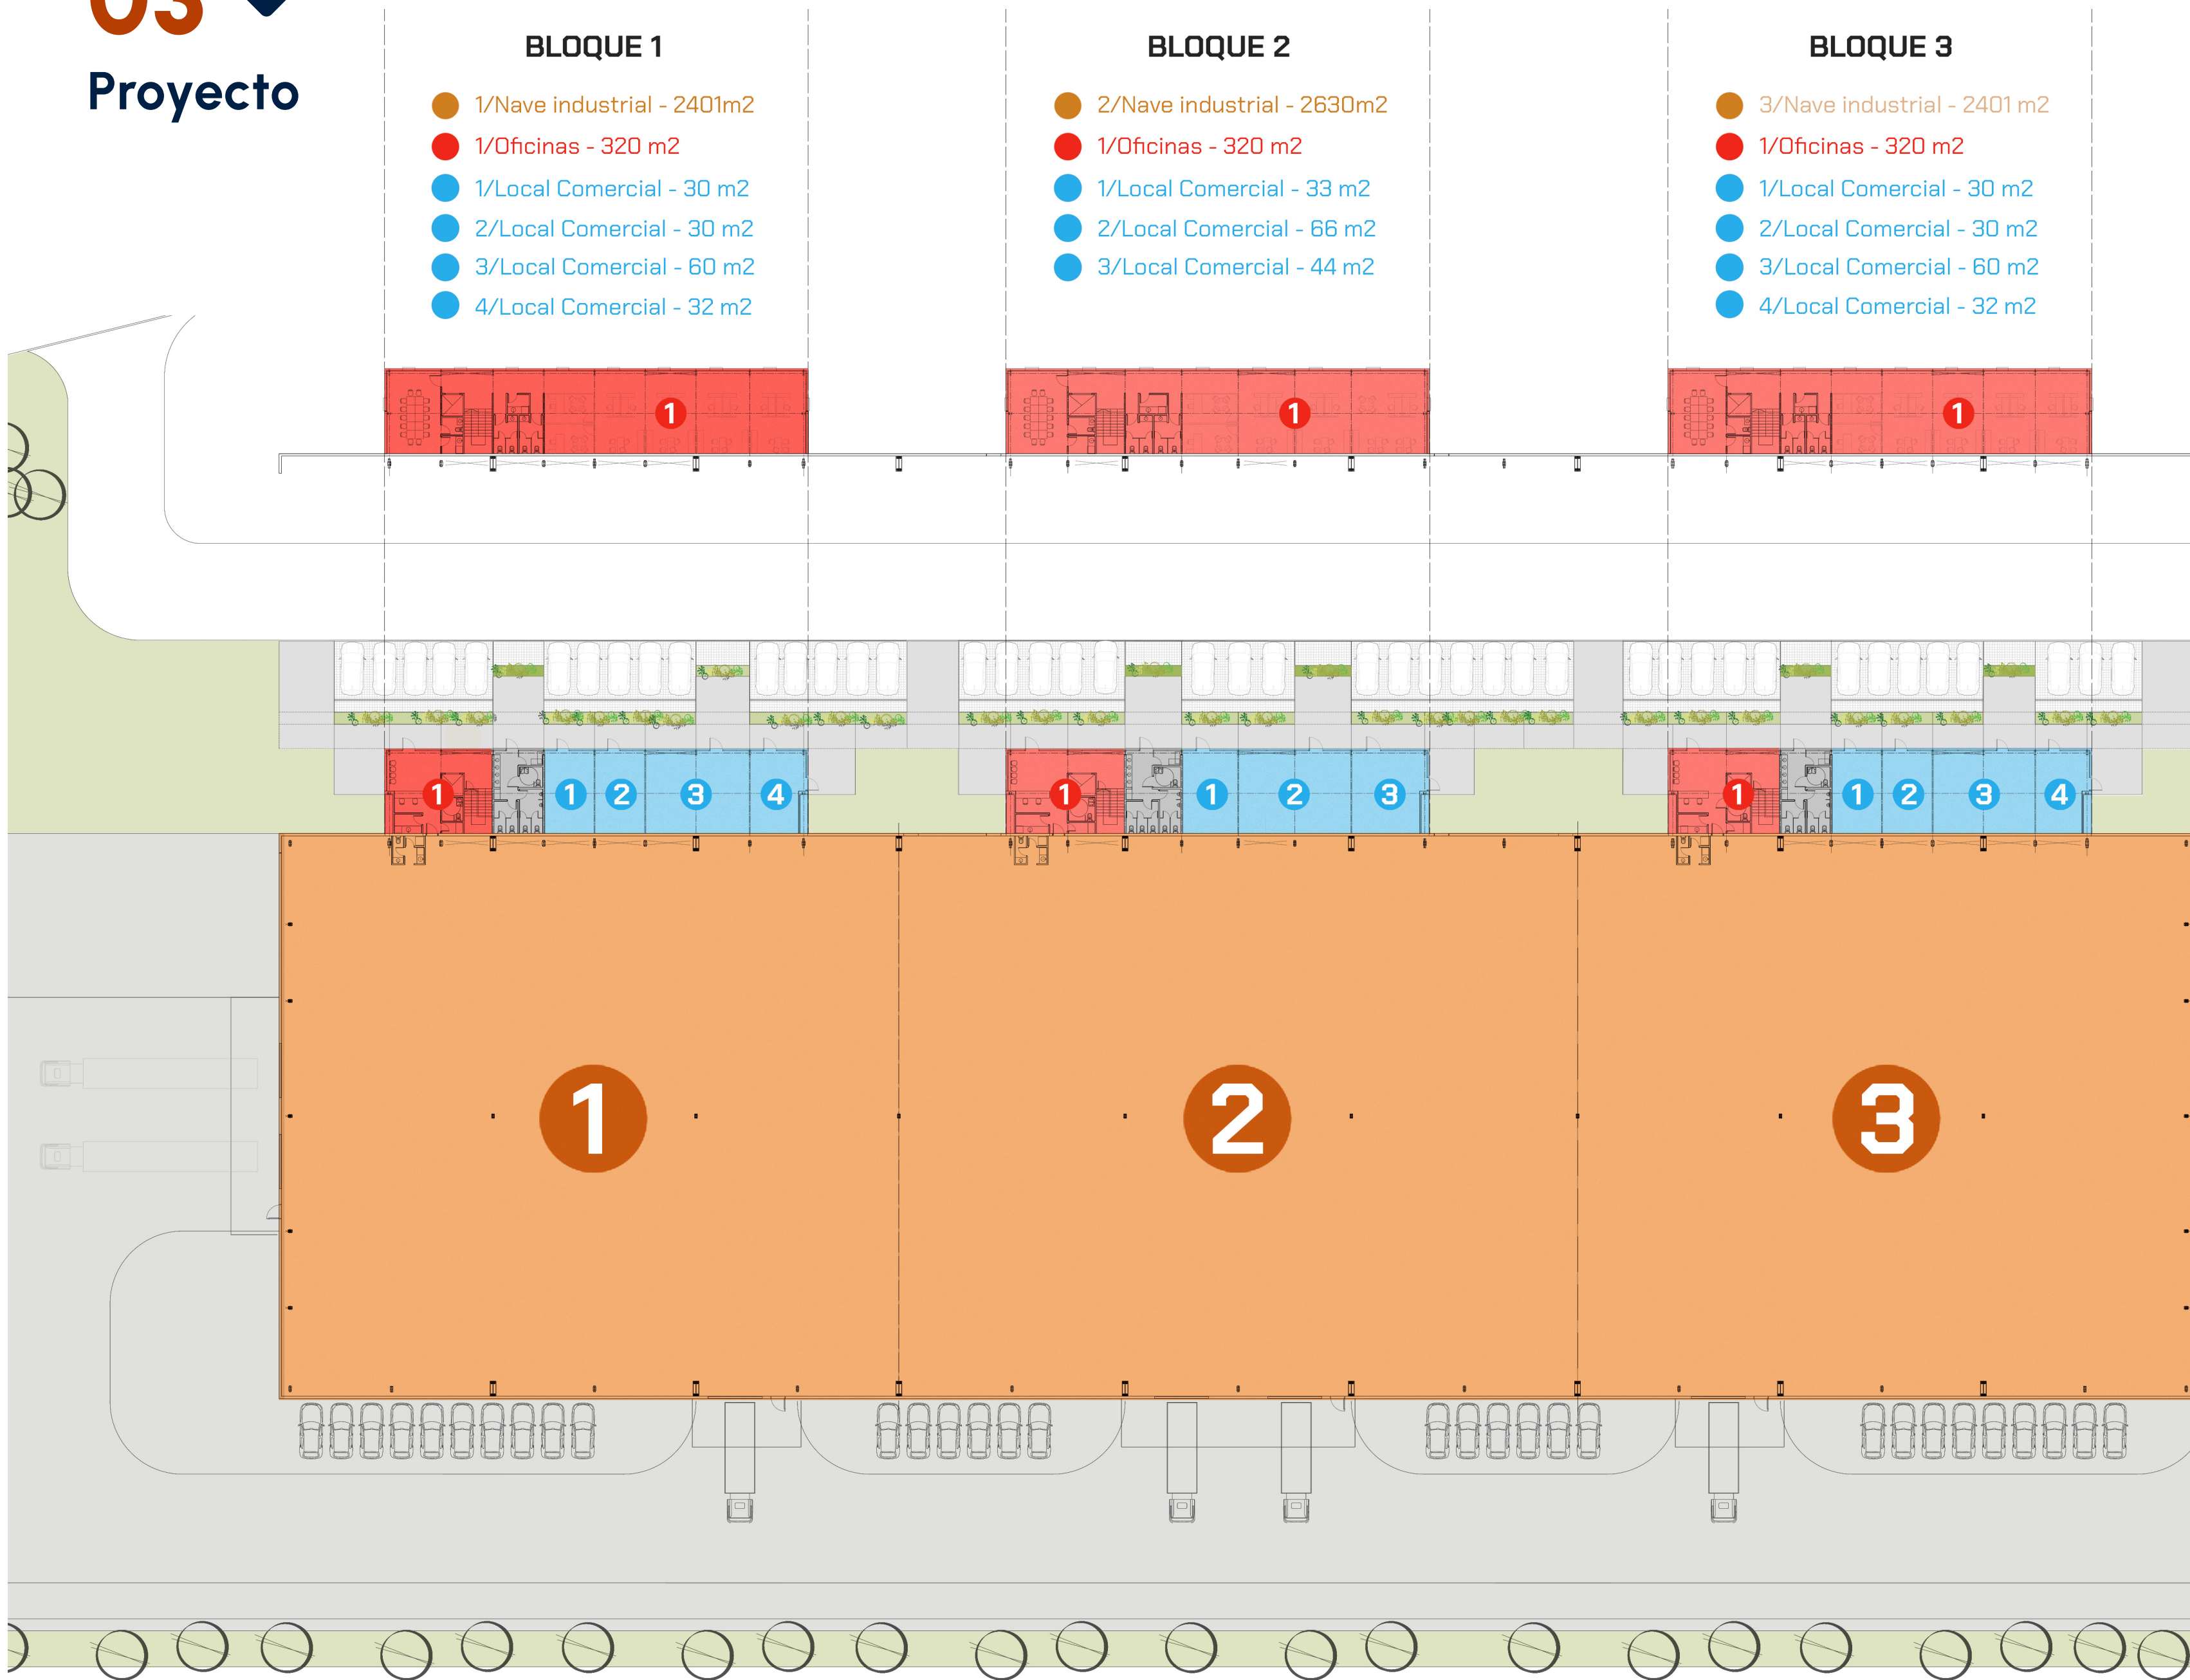 03
Proyecto
BLOQUE 1
1/Nave industrial - 2401m2
1/Oficinas - 320 m2
1/Local Comercial - 30 m2
2/Local Comercial - 30 m2
3/Local Comercial - 60 m2
4/Local Comercial - 32 m2
BLOQUE 2
2/Nave industrial - 2630m2
1/Oficinas - 320 m2
1/Local Comercial - 33 m2
2/Local Comercial - 66 m2
3/Local Comercial - 44 m2
BLOQUE 3
3/Nave industrial - 2401 m2
1/Oficinas - 320 m2
1/Local Comercial - 30 m2
2/Local Comercial - 30 m2
3/Local Comercial - 60 m2
4/Local Comercial - 32 m2
1 1 1
1 1 2 3 4 1 1 2 3 1 1 2 3 4
1 2 3